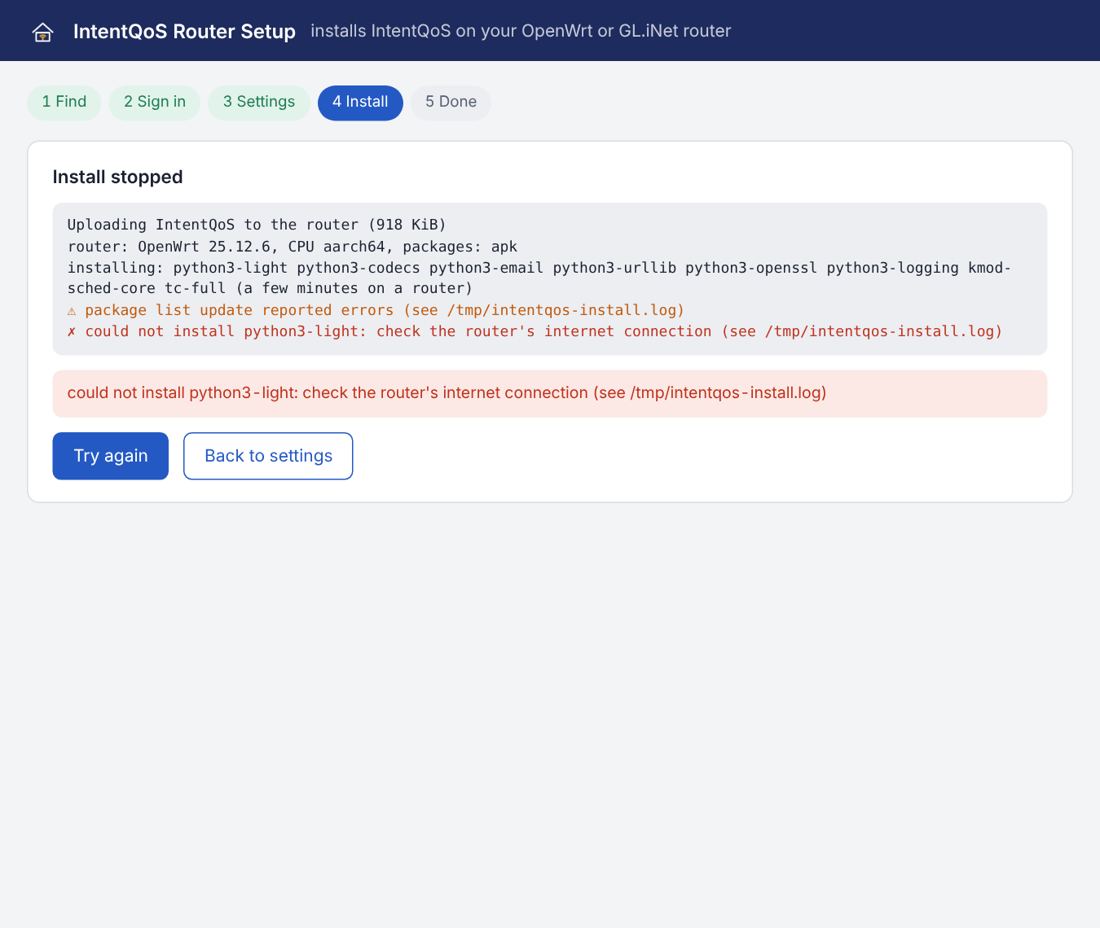 IntentQoS Router Setup installs IntentQoS on your OpenWrt or GL.iNet router
1 Find 2 Sign in 3 Settings 4 Install 5 Done
Install stopped
Uploading IntentQoS to the router (918 KiB)
router: OpenWrt 25.12.6, CPU aarch64, packages: apk
installing: python3-light python3-codecs python3-email python3-urllib python3-openssl python3-logging kmod-
sched-core tc-full (a few minutes on a router)
⚠ package list update reported errors (see /tmp/intentqos-install.log)
✗ could not install python3-light: check the router's internet connection (see /tmp/intentqos-install.log)
could not install python3-light: check the router's internet connection (see /tmp/intentqos-install.log)
Try again Back to settings